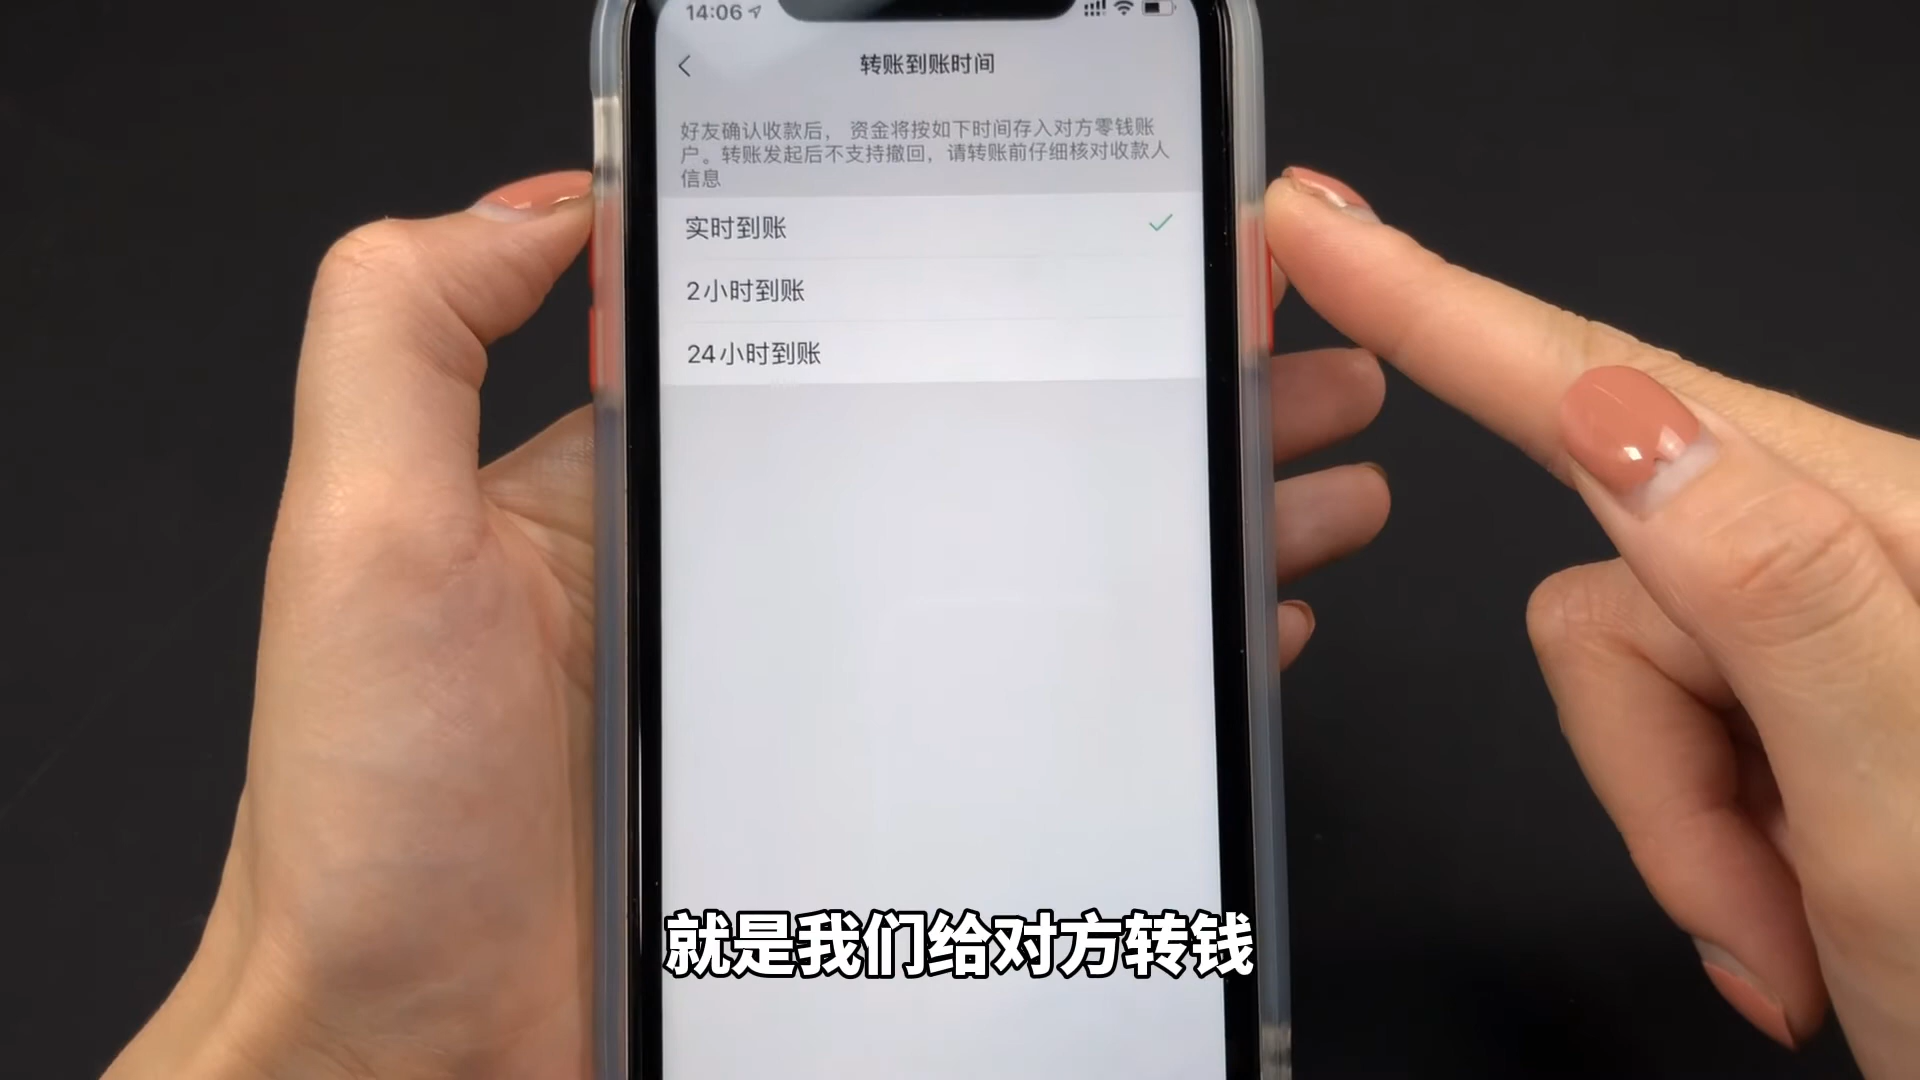 14:06
转账到账时间
好友确认收款后， 资金将按如下时间存入对方零钱账
户。转账发起后不支持撤回，请转账前仔细核对收款人
信息
实时到账
2小时到账
24小时到账
就是我们给对方转钱